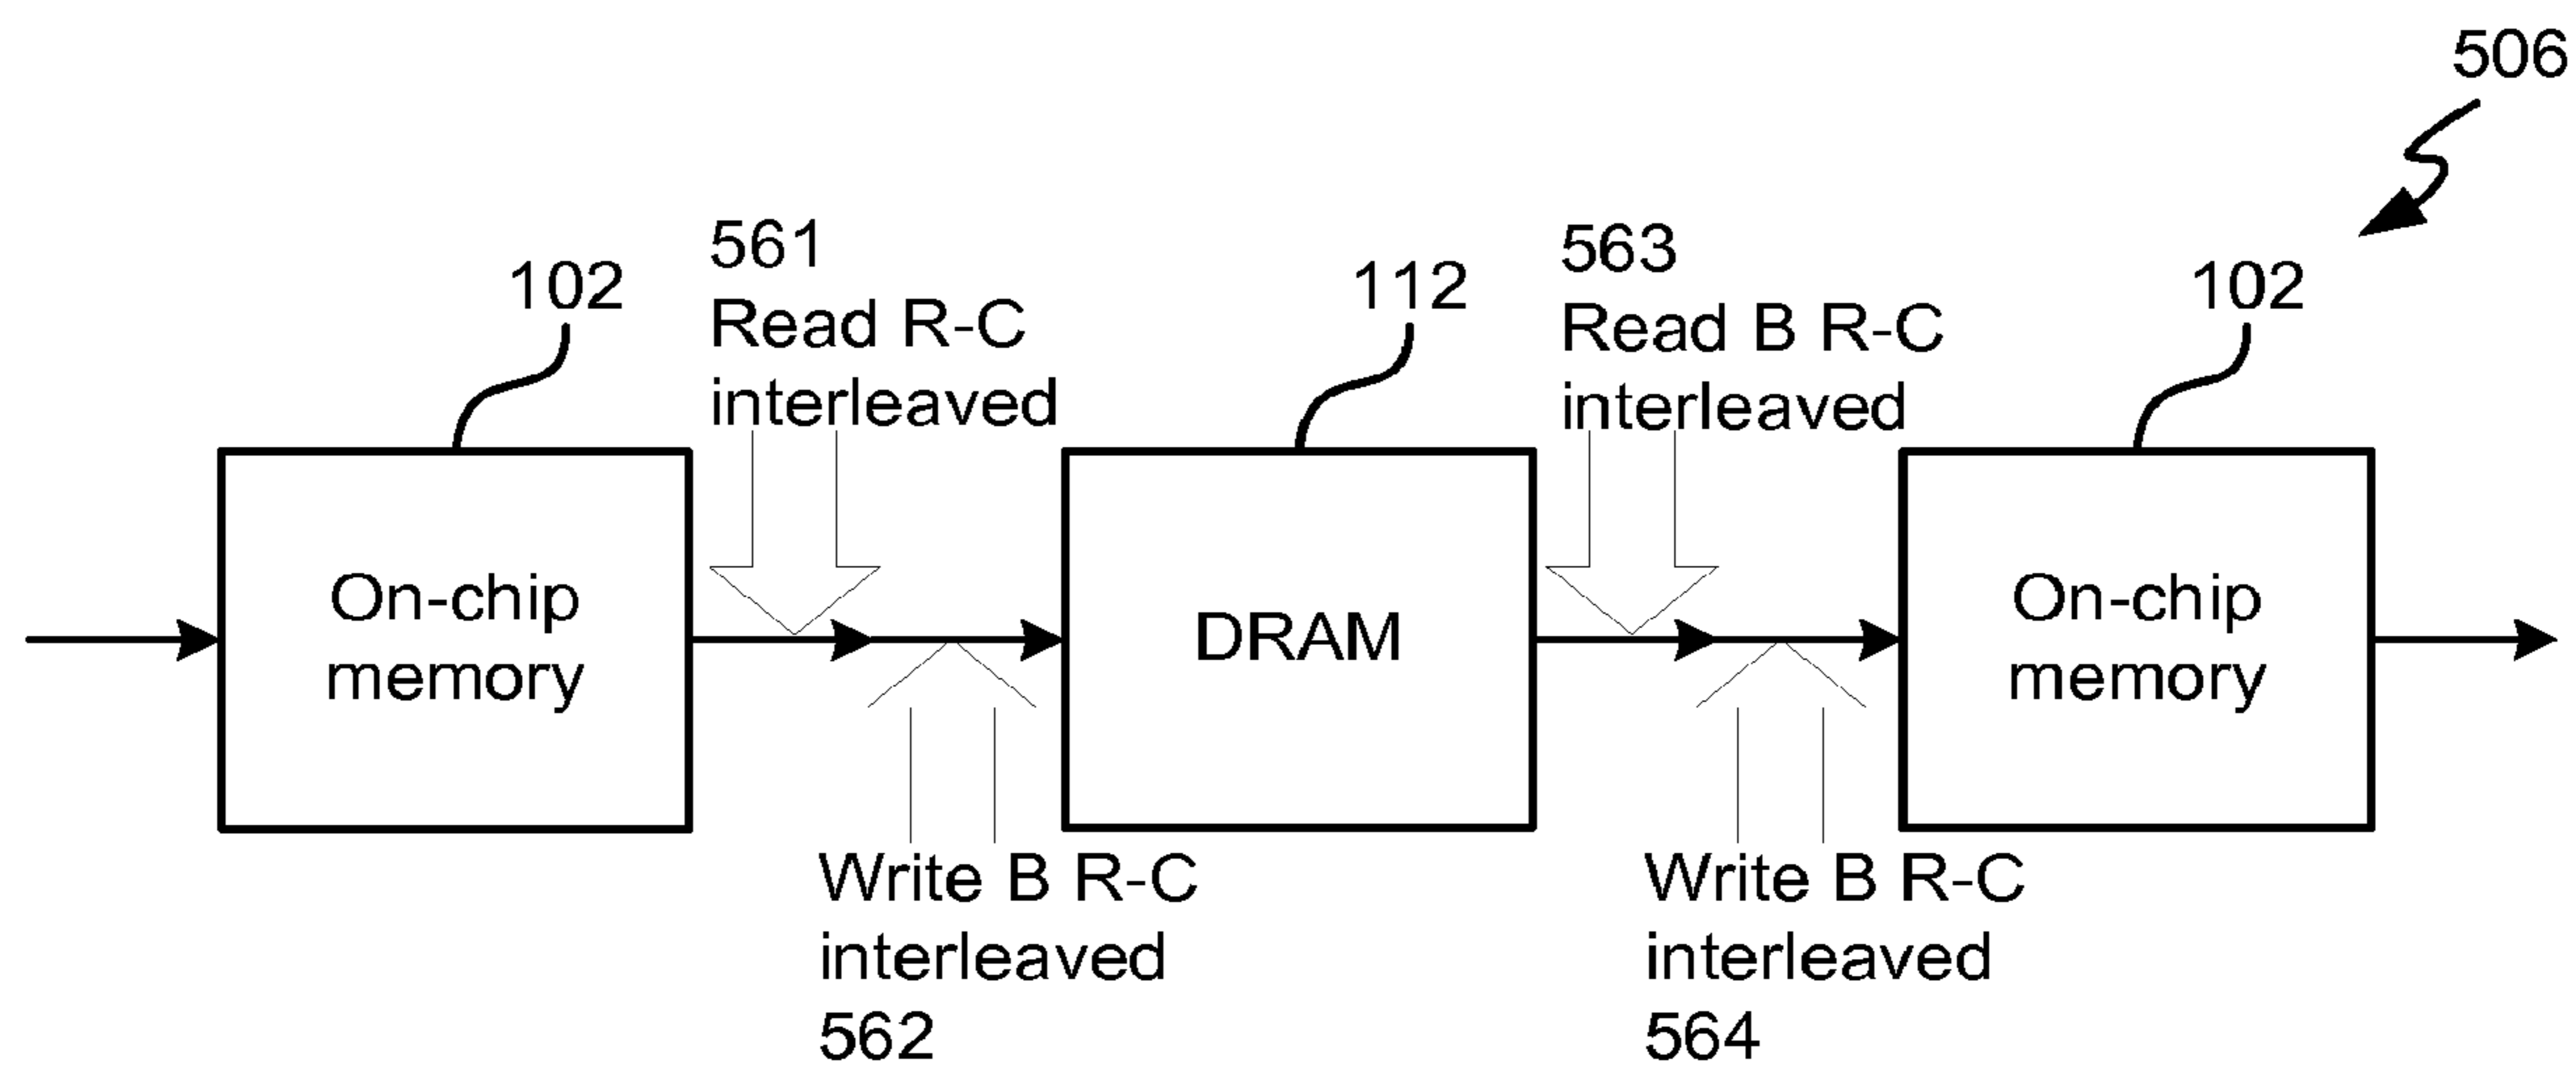 506
561
Read R-C
interleaved
563
Read B R-C
interleaved
102
112
102
On-chip
memory
DRAM
On-chip
memory
Write B R-C
interleaved
562
Write B R-C
interleaved
564